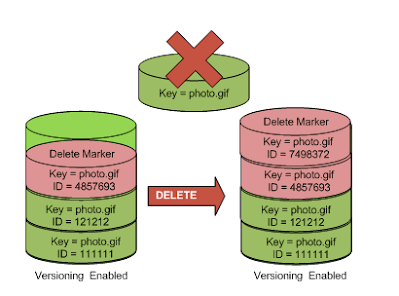 Key = photo.gif
Delete Marker
Key = photo.gif
ID = 4857693
Key = photo.gif
ID = 121212
Key = photo.gif
ID = 111111
Versioning Enabled
DELETE
Delete Marker
Key = photo.gif
ID = 7498372
Key = photo.gif
ID = 4857693
Key = photo.gif
ID = 121212
Key = photo.gif
ID = 111111
Versioning Enabled